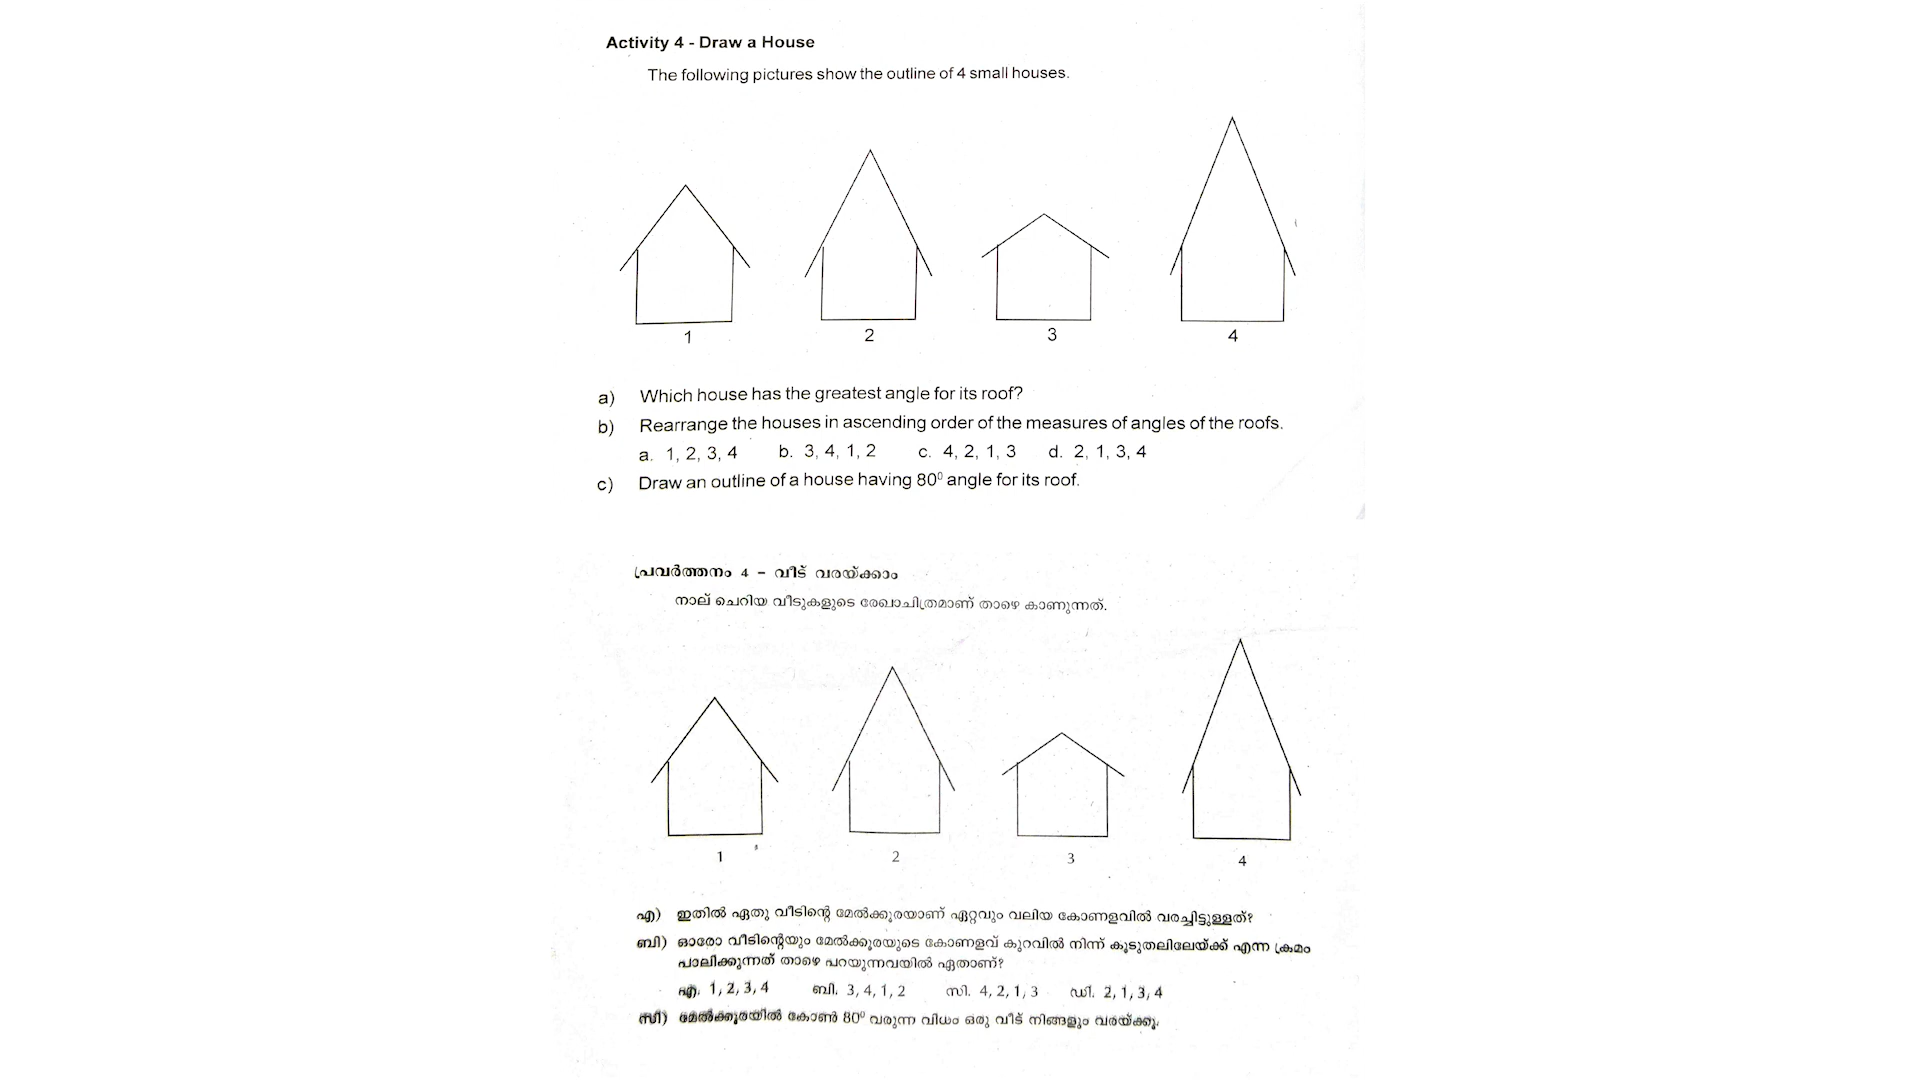 Activity 4 - Draw a House
The following pictures show the outline of 4 small houses.
1 2 3 4
a) Which house has the greatest angle for its roof?
b) Rearrange the houses in ascending order of the measures of angles of the roofs.
a. 1, 2, 3, 4 b. 3, 4, 1, 2 c. 4, 2, 1, 3 d. 2, 1, 3, 4
c) Draw an outline of a house having 80⁰ angle for its roof.
പ്രവർത്തനം 4 – വീട് വരയ്ക്കാം
നാല് ചെറിയ വീടുകളുടെ രേഖാചിത്രമാണ് താഴെ കാണുന്നത്.
1 2 3 4
എ) ഇതിൽ ഏതു വീടിന്റെ മേൽക്കൂരയാണ് ഏറ്റവും വലിയ കോണളവിൽ വരച്ചിട്ടുള്ളത്?
ബി) ഓരോ വീടിന്റെയും മേൽക്കൂരയുടെ കോണളവ് കുറവിൽ നിന്ന് കൂടുതലിലേയ്ക്ക് എന്ന ക്രമം
പാലിക്കുന്നത് താഴെ പറയുന്നവയിൽ ഏതാണ്?
എ. 1, 2, 3, 4 ബി. 3, 4, 1, 2 സി. 4, 2, 1, 3 ഡി. 2, 1, 3, 4
സി) മേൽക്കൂരയിൽ കോൺ 80⁰ വരുന്ന വിധം ഒരു വീട് നിങ്ങളും വരയ്ക്കൂ.